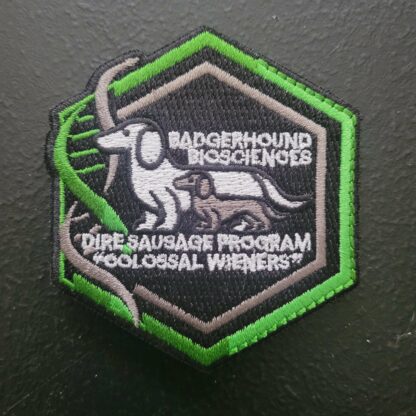 BADGERHOUND
BIOSCIENCES
DIRE SAUSAGE PROGRAM
"COLOSSAL WIENERS"